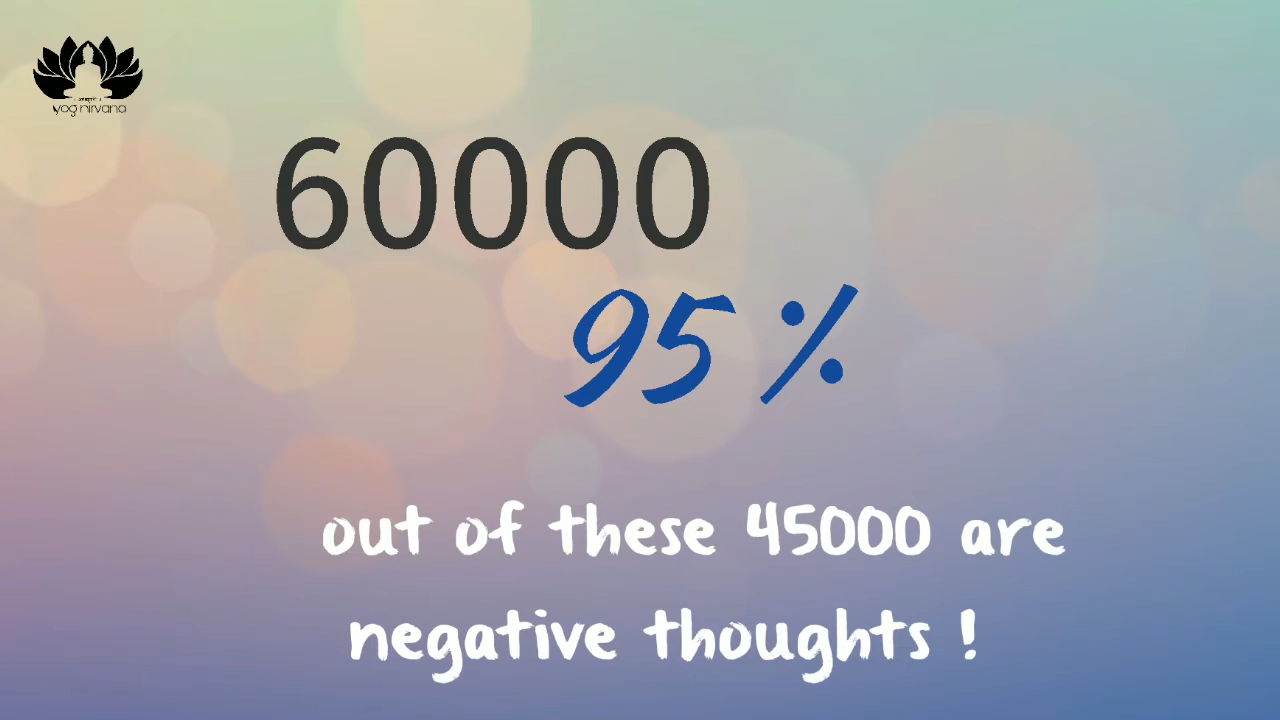 yog nirvana
60000
95 %
out of these 45000 are
negative thoughts !